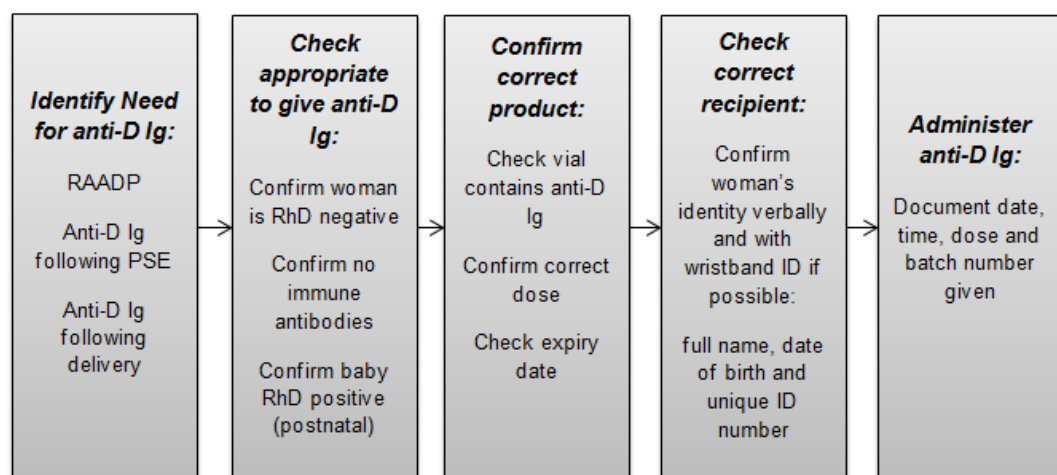 Identify Need
for anti-D Ig:
RAADP
Anti-D Ig
following PSE
Anti-D Ig
following
delivery
Check
appropriate
to give anti-D
Ig:
Confirm woman
is RhD negative
Confirm no
immune
antibodies
Confirm baby
RhD positive
(postnatal)
Confirm
correct
product:
Check vial
contains anti-D
Ig
Confirm correct
dose
Check expiry
date
Check
correct
recipient:
Confirm
woman's
identity verbally
and with
wristband ID if
possible:
full name, date
of birth and
unique ID
number
Administer
anti-D Ig:
Document date,
time, dose and
batch number
given